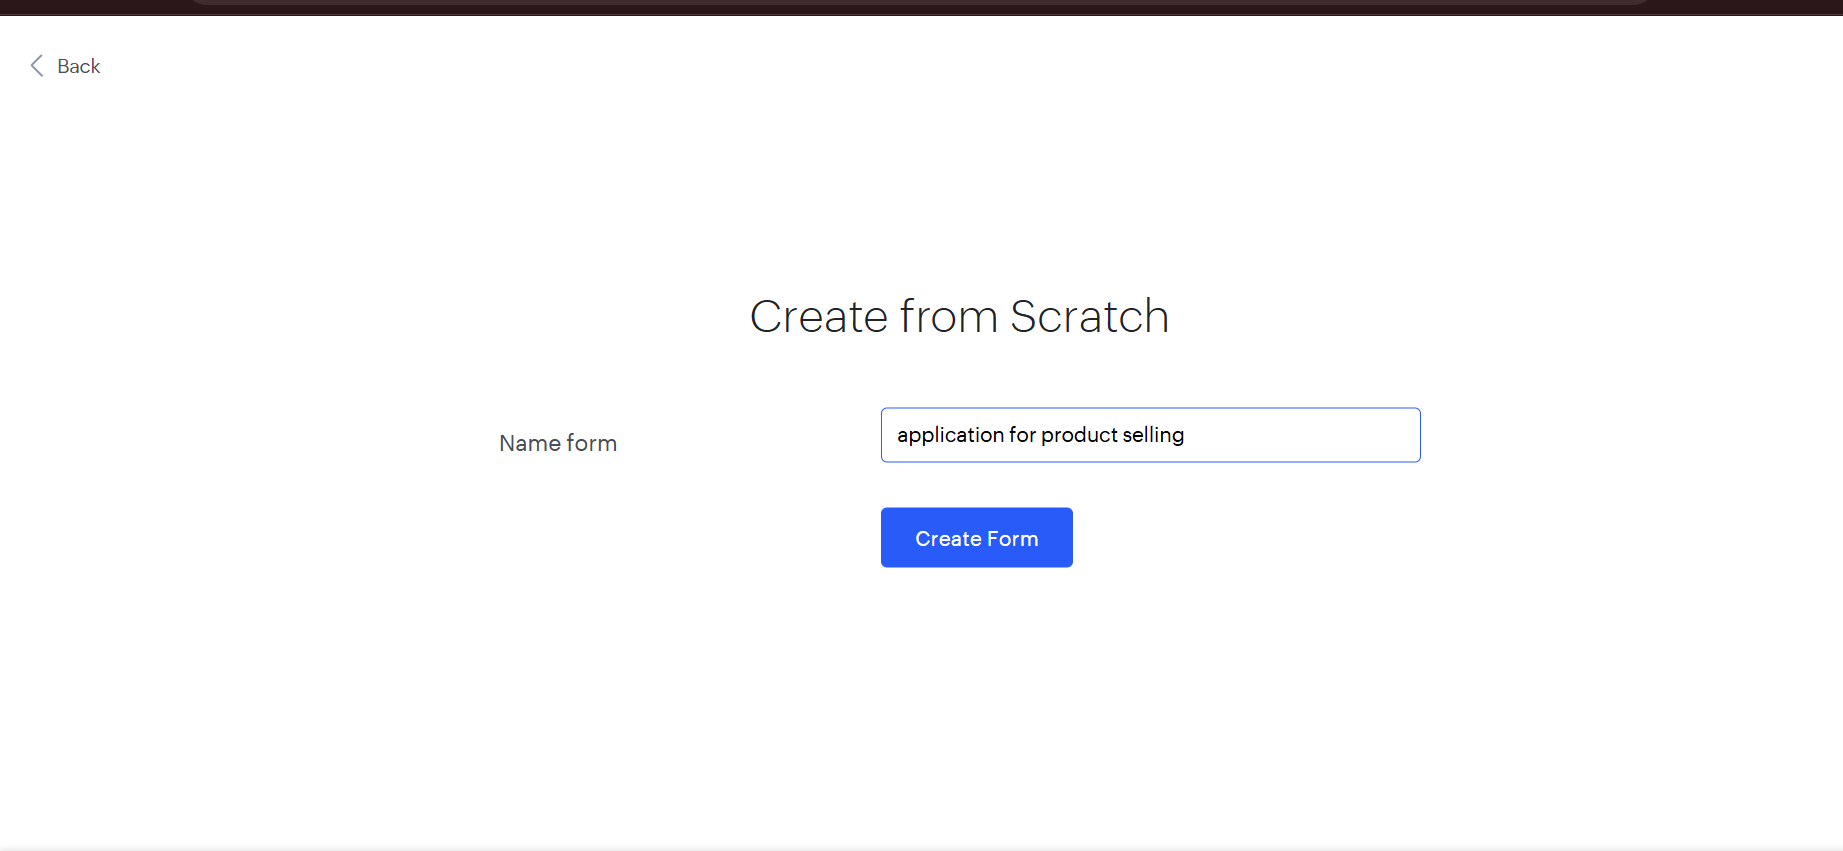 Back
Create from Scratch
Name form
application for product selling
Create Form